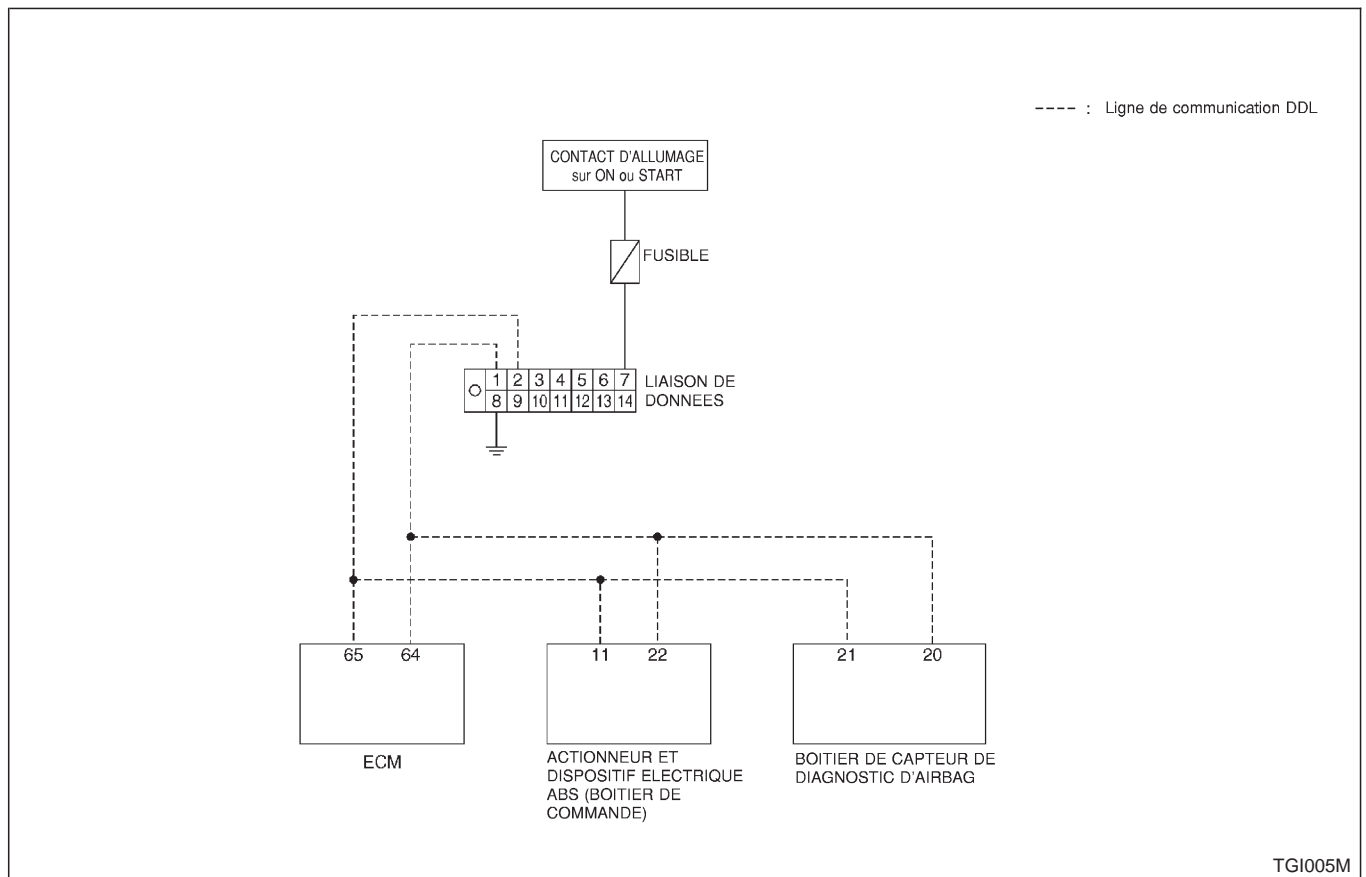 ---- : Ligne de communication DDL
CONTACT D'ALLUMAGE
sur ON ou START
FUSIBLE
1 2 3 4 5 6 7
8 9 10 11 12 13 14
LIAISON DE
DONNEES
65 64
11 22
21 20
ECM
ACTIONNEUR ET
DISPOSITIF ELECTRIQUE
ABS (BOITIER DE
COMMANDE)
BOITIER DE CAPTEUR DE
DIAGNOSTIC D'AIRBAG
TGI005M